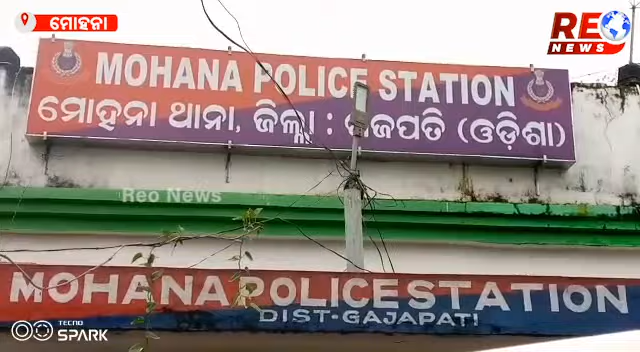 ମୋହନା
REO
NEWS
MOHANA POLICE STATION
ମୋହନା ଥାନା, ଜିଲ୍ଲା : ଗଜପତି (ଓଡ଼ିଶା)
Reo News
MOHANA POLICE STATION
DIST-GAJAPATI
TECNO
SPARK